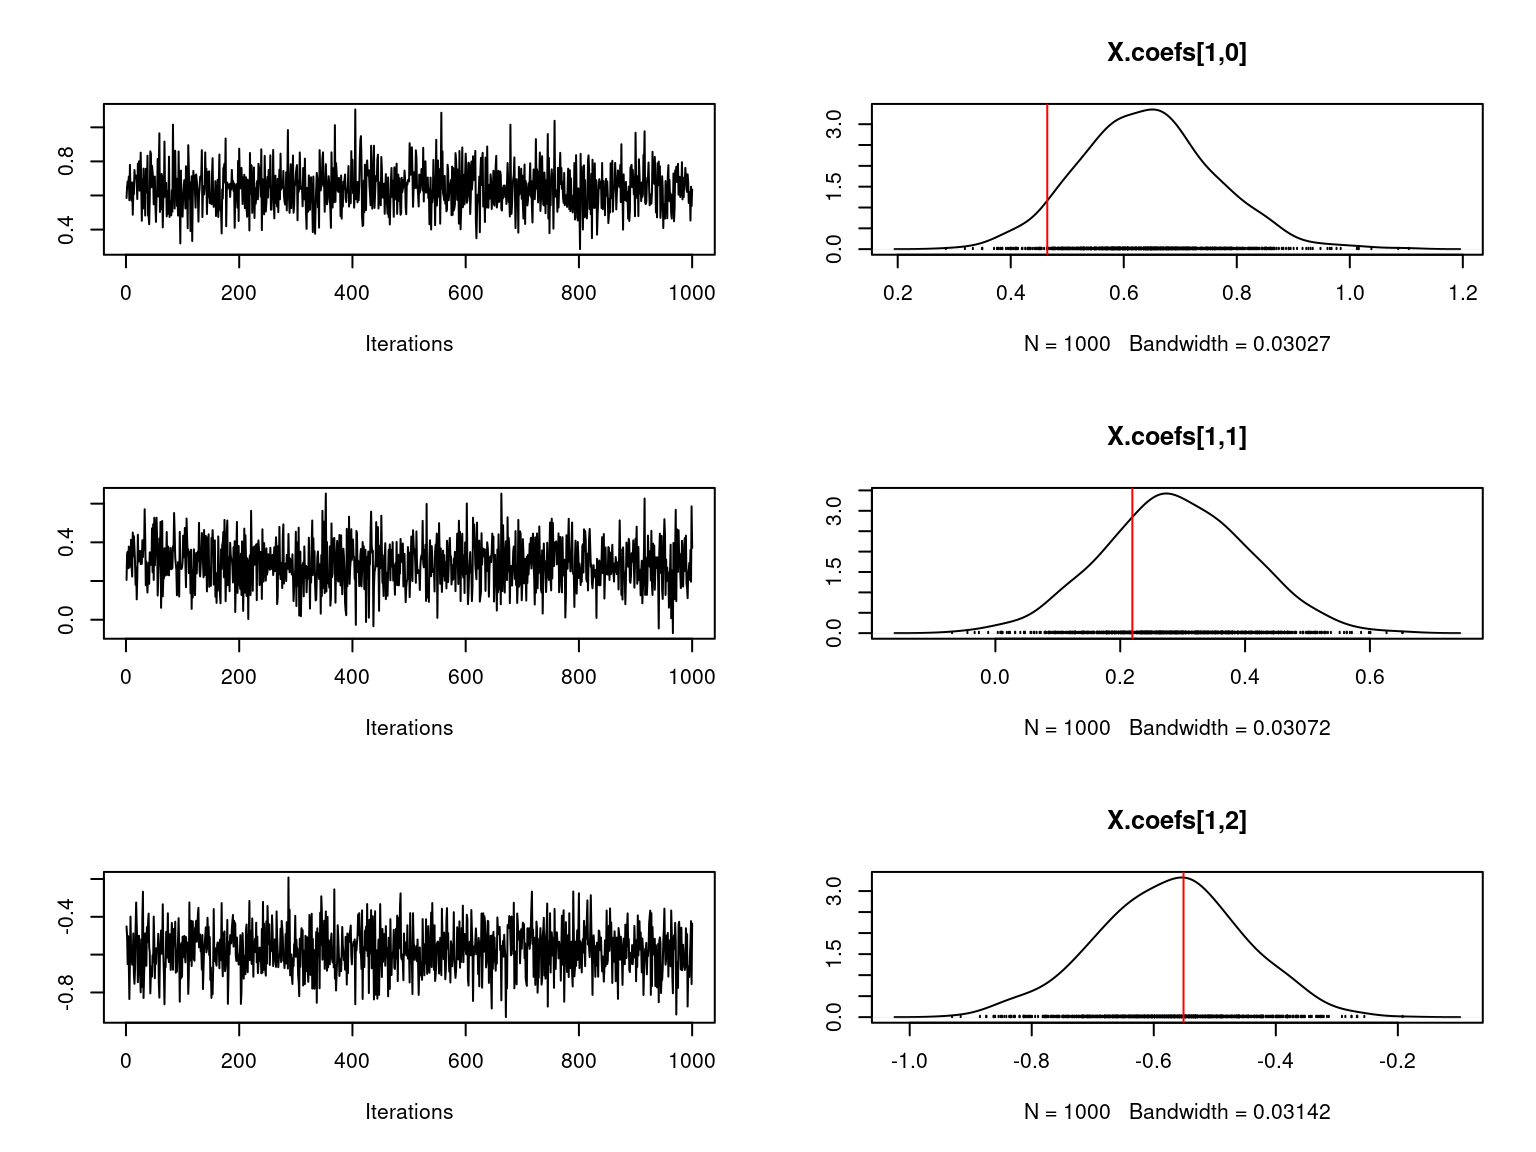 X.coefs[1,0]
0.8
0.4
0 200 400 600 800 1000
Iterations
3.0
1.5
0.0
0.2 0.4 0.6 0.8 1.0 1.2
N = 1000 Bandwidth = 0.03027
X.coefs[1,1]
0.4
0.0
0 200 400 600 800 1000
Iterations
3.0
1.5
0.0
0.0 0.2 0.4 0.6
N = 1000 Bandwidth = 0.03072
X.coefs[1,2]
-0.4
-0.8
0 200 400 600 800 1000
Iterations
3.0
1.5
0.0
-1.0 -0.8 -0.6 -0.4 -0.2
N = 1000 Bandwidth = 0.03142